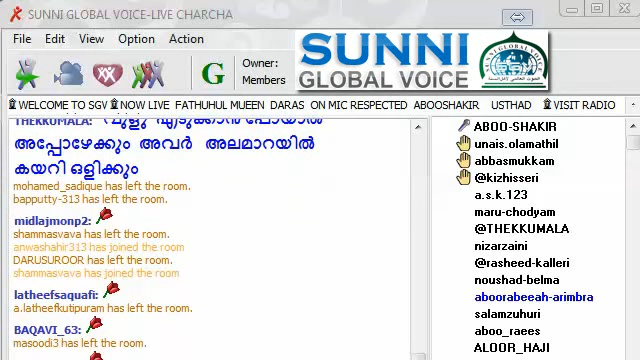 SUNNI GLOBAL VOICE-LIVE CHARCHA
File Edit View Option Action
G
Owner:
Members
SUNNI
GLOBAL VOICE
WELCOME TO SGV NOW LIVE FATHUHUL MUEEN DARAS ON MIC RESPECTED ABOOSHAKIR USTHAD VISIT RADIO
THEKKUMALA: വുളു എടുക്കാൻ പോയാൽ
അപ്പോഴേക്കും അവർ അലമാറയിൽ
കയറി ഒളിക്കും
mohamed_sadique has left the room.
bapputty-313 has left the room.
midlajmonp2:
shammasvava has left the room.
anwashahir313 has joined the room
DARUSUROOR has left the room.
shammasvava has joined the room
latheefsaquafi:
a.latheefkutipuram has left the room.
BAQAVI_63:
masoodi3 has left the room.
ABOO-SHAKIR
unais.olamathil
abbasmukkam
@kizhisseri
a.s.k.123
maru-chodyam
@THEKKUMALA
nizarzaini
@rasheed-kalleri
noushad-belma
aboorabeeah-arimbra
salamzuhuri
aboo_raees
ALOOR_HAJI